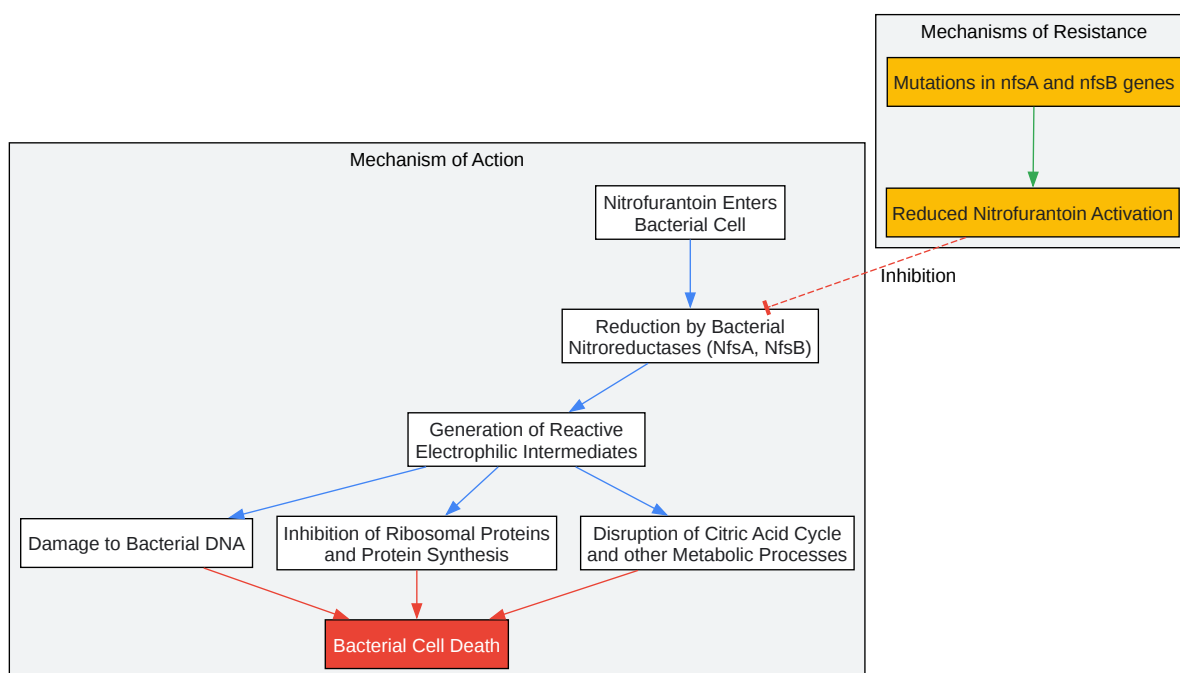 Mechanisms of Resistance
Mutations in nfsA and nfsB genes
Reduced Nitrofurantoin Activation
Inhibition
Mechanism of Action
Nitrofurantoin Enters
Bacterial Cell
Reduction by Bacterial
Nitroreductases (NfsA, NfsB)
Generation of Reactive
Electrophilic Intermediates
Damage to Bacterial DNA
Inhibition of Ribosomal Proteins
and Protein Synthesis
Disruption of Citric Acid Cycle
and other Metabolic Processes
Bacterial Cell Death